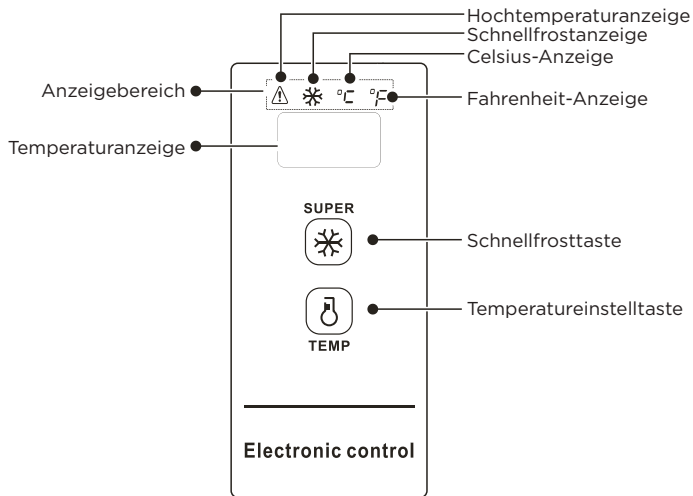 Hochtemperaturanzeige
Schnellfrostanzeige
Celsius-Anzeige
Anzeigebereich
°C °F
Fahrenheit-Anzeige
Temperaturanzeige
SUPER
Schnellfrosttaste
Temperatureinstelltaste
TEMP
Electronic control